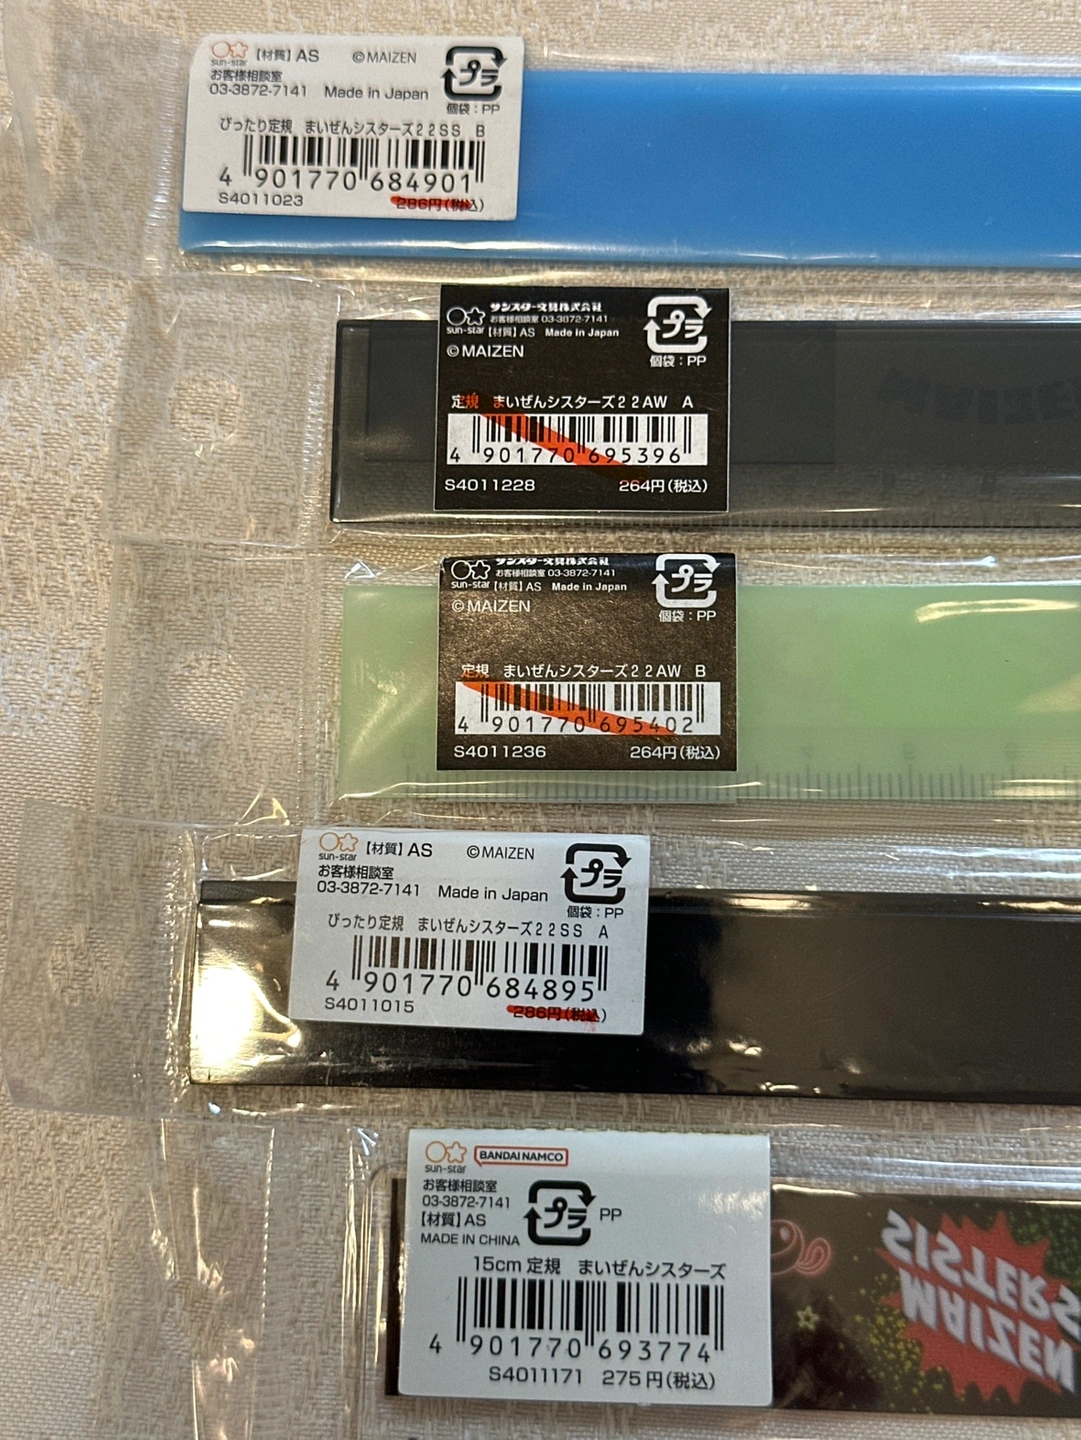 sun-star 【材質】AS ©MAIZEN プラ
お客様相談室
03-3872-7141 Made in Japan
個袋：PP
ぴったり定規 まいぜんシスターズ22SS B
4 901770 684901
S4011023 286円(税込)
サンスター文具株式会社
お客様相談室 03-3872-7141
sun-star 【材質】AS Made in Japan プラ
©MAIZEN 個袋：PP
定規 まいぜんシスターズ22AW A
4 901770 695396
S4011228 264円(税込)
サンスター文具株式会社
お客様相談室 03-3872-7141
sun-star 【材質】AS Made in Japan プラ
©MAIZEN 個袋：PP
定規 まいぜんシスターズ22AW B
4 901770 695402
S4011236 264円(税込)
sun-star 【材質】AS ©MAIZEN プラ
お客様相談室
03-3872-7141 Made in Japan
個袋：PP
ぴったり定規 まいぜんシスターズ22SS A
4 901770 684895
S4011015 286円(税込)
sun-star BANDAI NAMCO
お客様相談室
03-3872-7141
【材質】AS プラ PP
MADE IN CHINA
15cm 定規 まいぜんシスターズ
4 901770 693774
S4011171 275円(税込)
MAIZEN
SISTERS